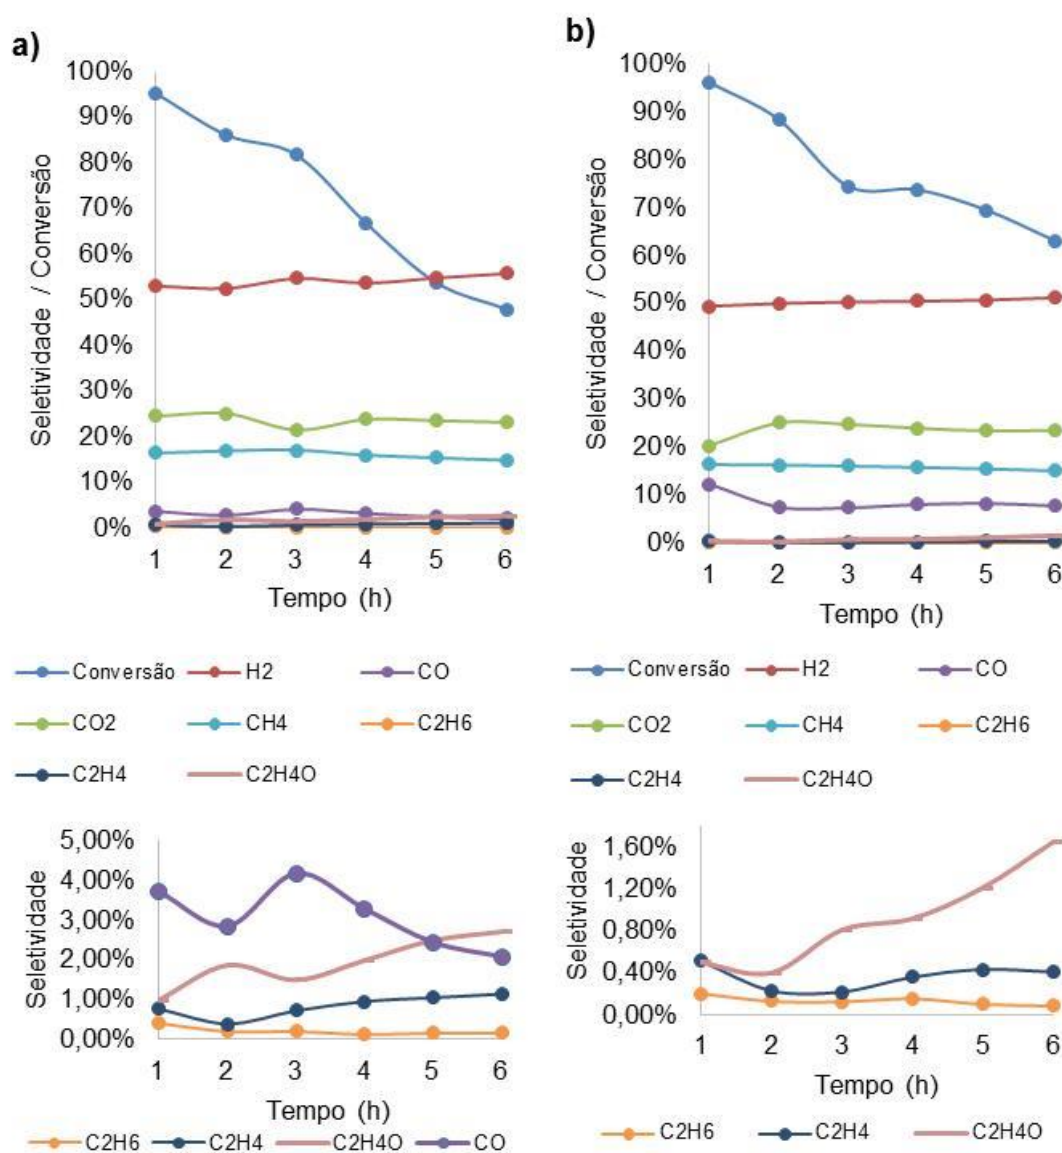 a)
100%
90%
80%
70%
60%
50%
40%
30%
20%
10%
0%
Seletividade / Conversão
1 2 3 4 5 6
Tempo (h)
Conversão H2 CO
CO2 CH4 C2H6
C2H4 C2H4O
b)
100%
90%
80%
70%
60%
50%
40%
30%
20%
10%
0%
Seletividade / Conversão
1 2 3 4 5 6
Tempo (h)
Conversão H2 CO
CO2 CH4 C2H6
C2H4 C2H4O
5,00%
4,00%
3,00%
2,00%
1,00%
0,00%
Seletividade
1 2 3 4 5 6
Tempo (h)
C2H6 C2H4 C2H4O CO
1,60%
1,20%
0,80%
0,40%
0,00%
Seletividade
1 2 3 4 5 6
Tempo (h)
C2H6 C2H4 C2H4O